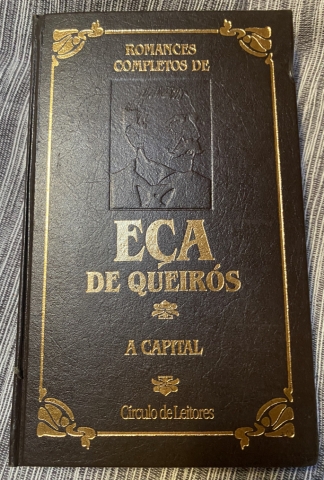 ROMANCES
COMPLETOS DE
EÇA
DE QUEIRÓS
A CAPITAL
Círculo de Leitores